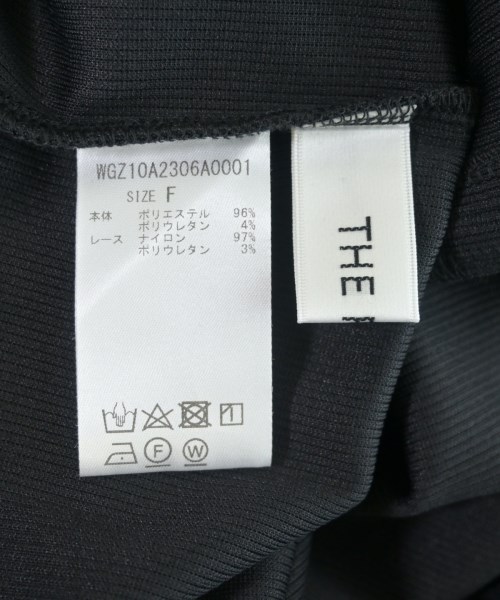 WGZ10A2306A0001
SIZE F
本体 ポリエステル 96%
ポリウレタン 4%
レース ナイロン 97%
ポリウレタン 3%
F W
THE